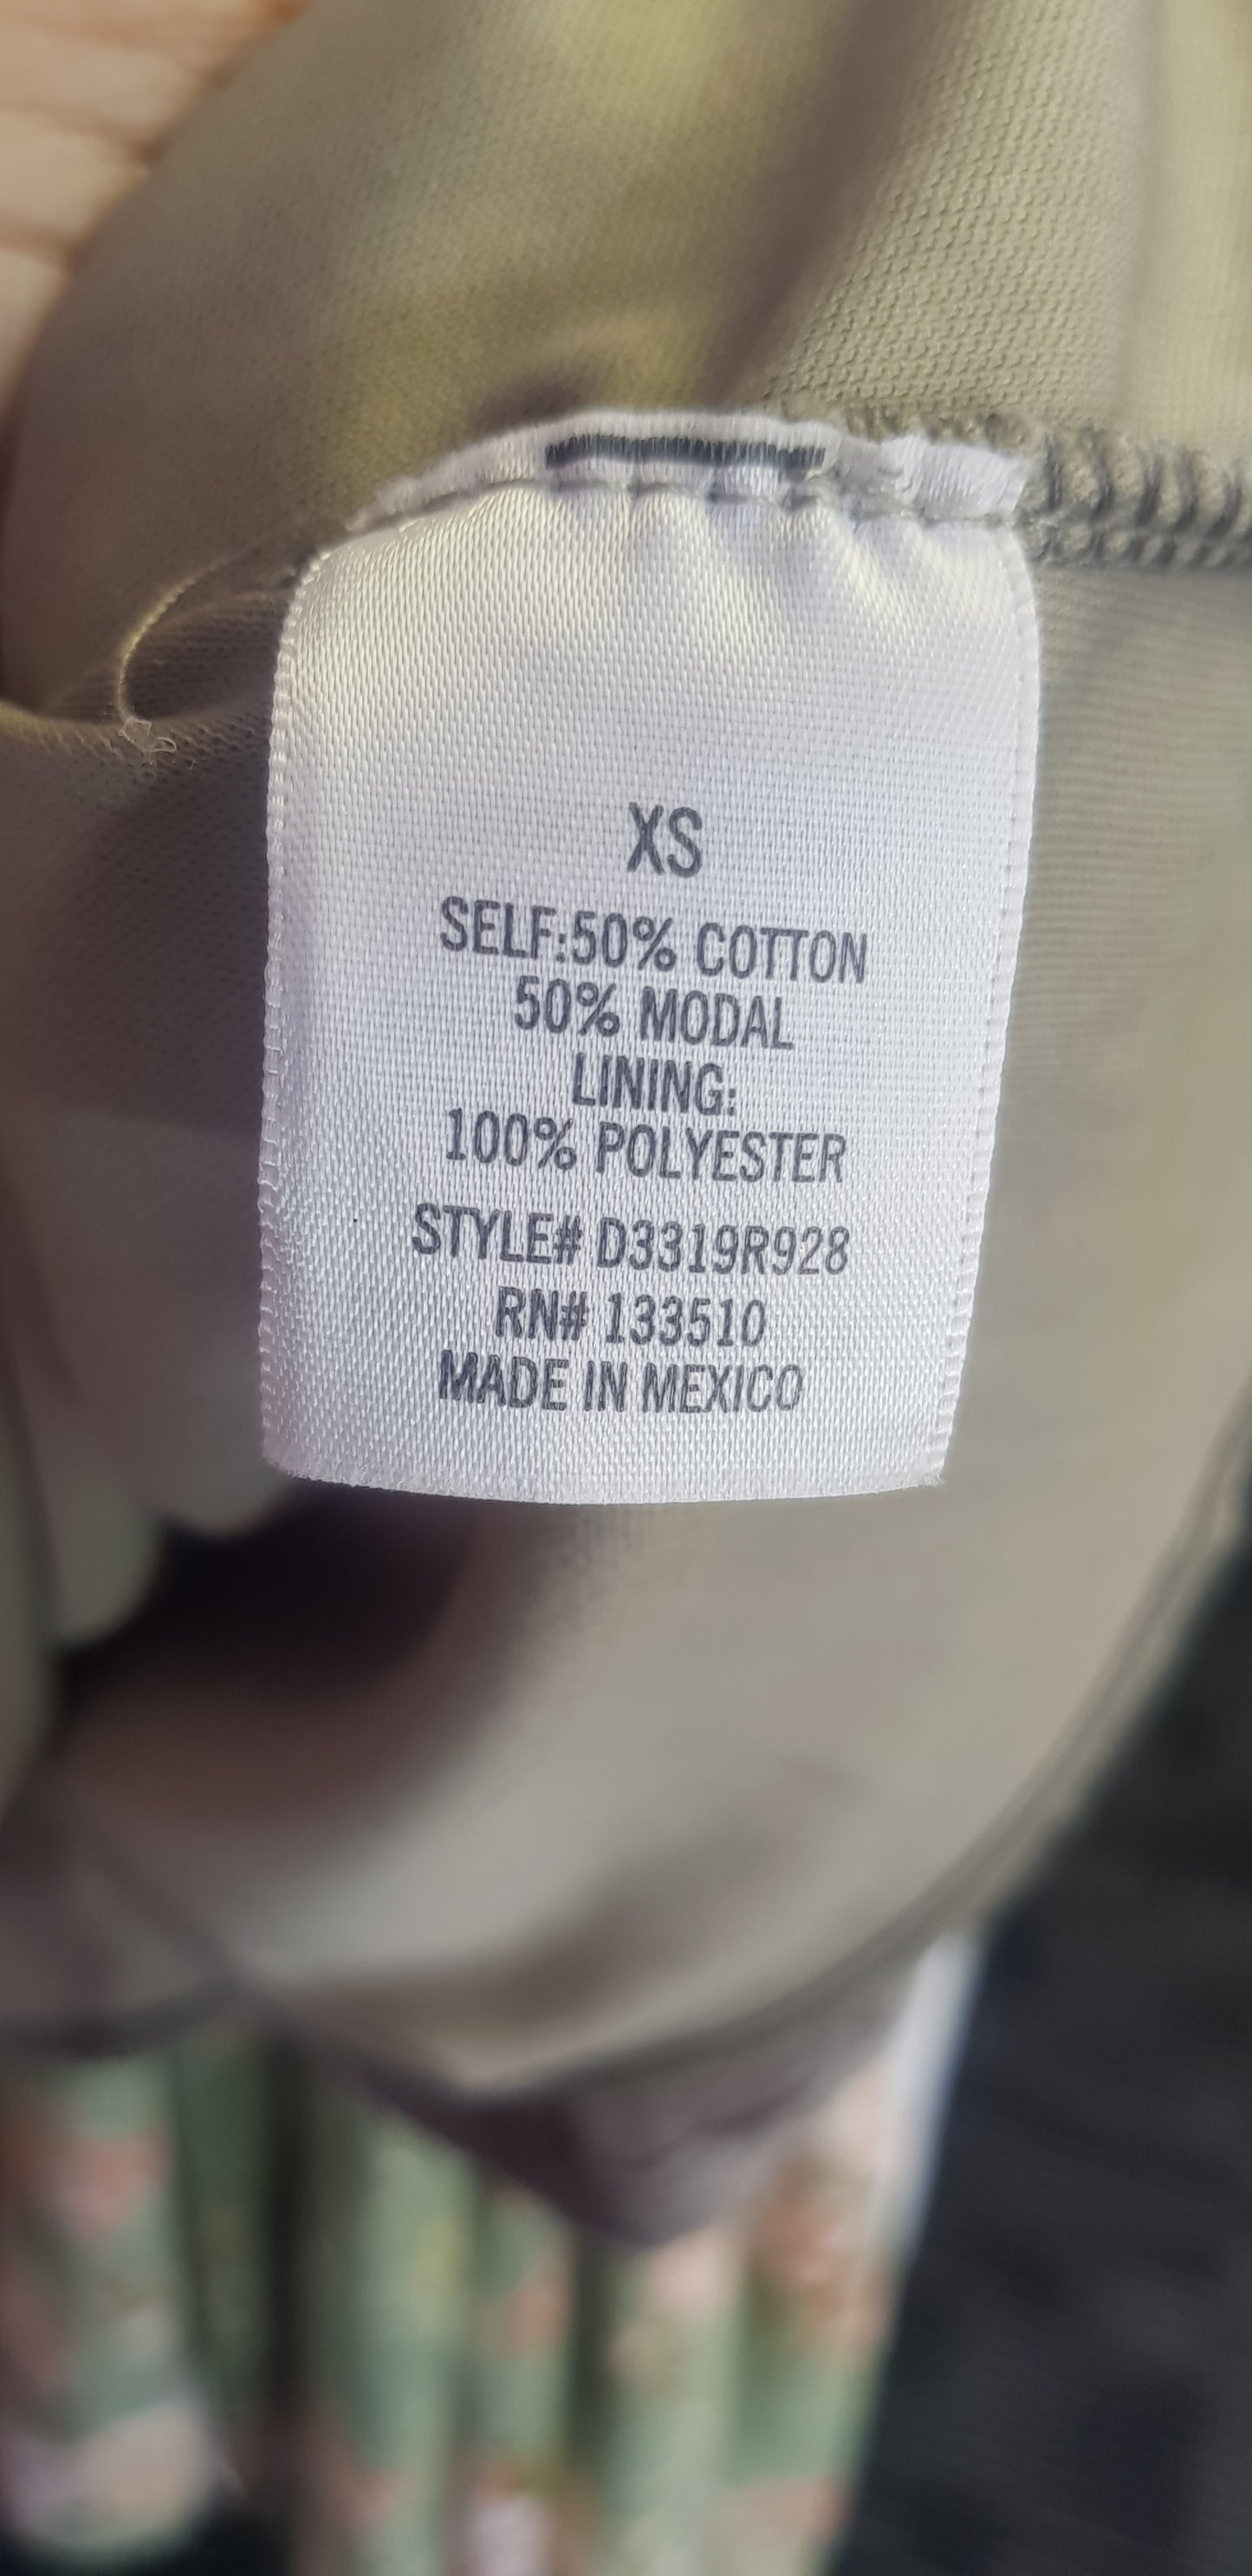 XS
SELF:50% COTTON
50% MODAL
LINING:
100% POLYESTER
STYLE# D3319R928
RN# 133510
MADE IN MEXICO